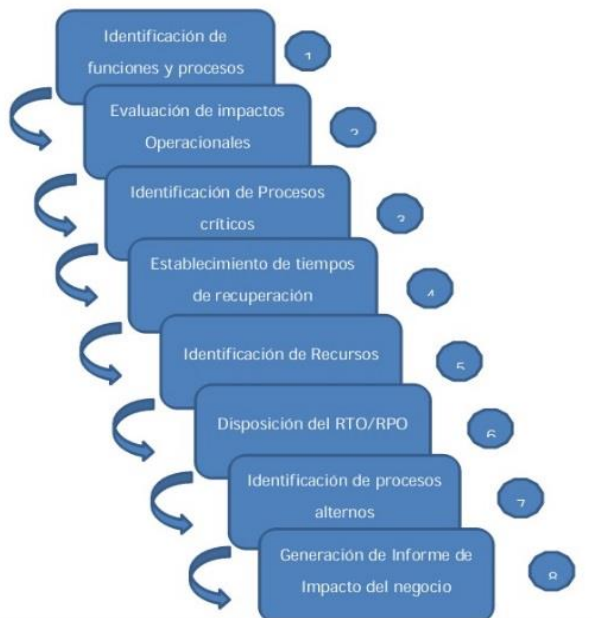 Identificación de
funciones y procesos
1
Evaluación de impactos
Operacionales
2
Identificación de Procesos
críticos
3
Establecimiento de tiempos
de recuperación
4
Identificación de Recursos
5
Disposición del RTO/RPO
6
Identificación de procesos
alternos
7
Generación de Informe de
Impacto del negocio
8